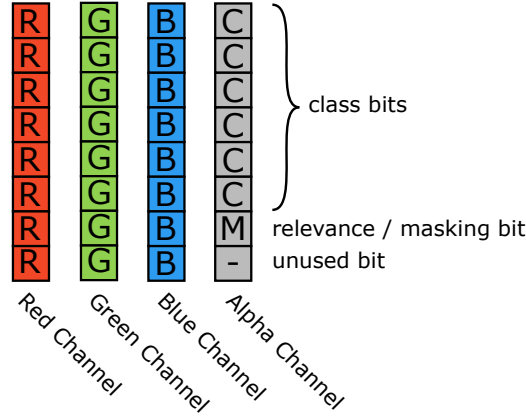 R G B C
R G B C
R G B C
R G B C
class bits
R G B C
R G B C
R G B M relevance / masking bit
R G B - unused bit
Red Channel
Green Channel
Blue Channel
Alpha Channel